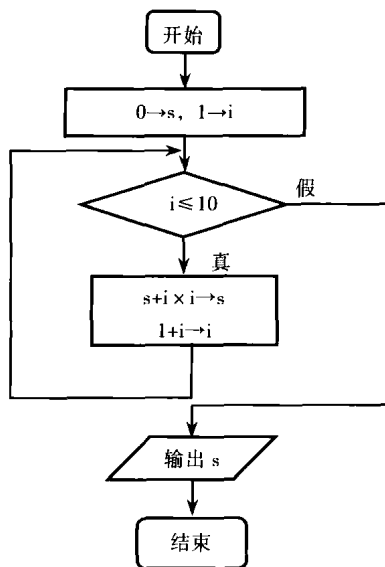 开始
0→s, 1→i
i≤10
假
真
s+i×i→s
1+i→i
输出 s
结束